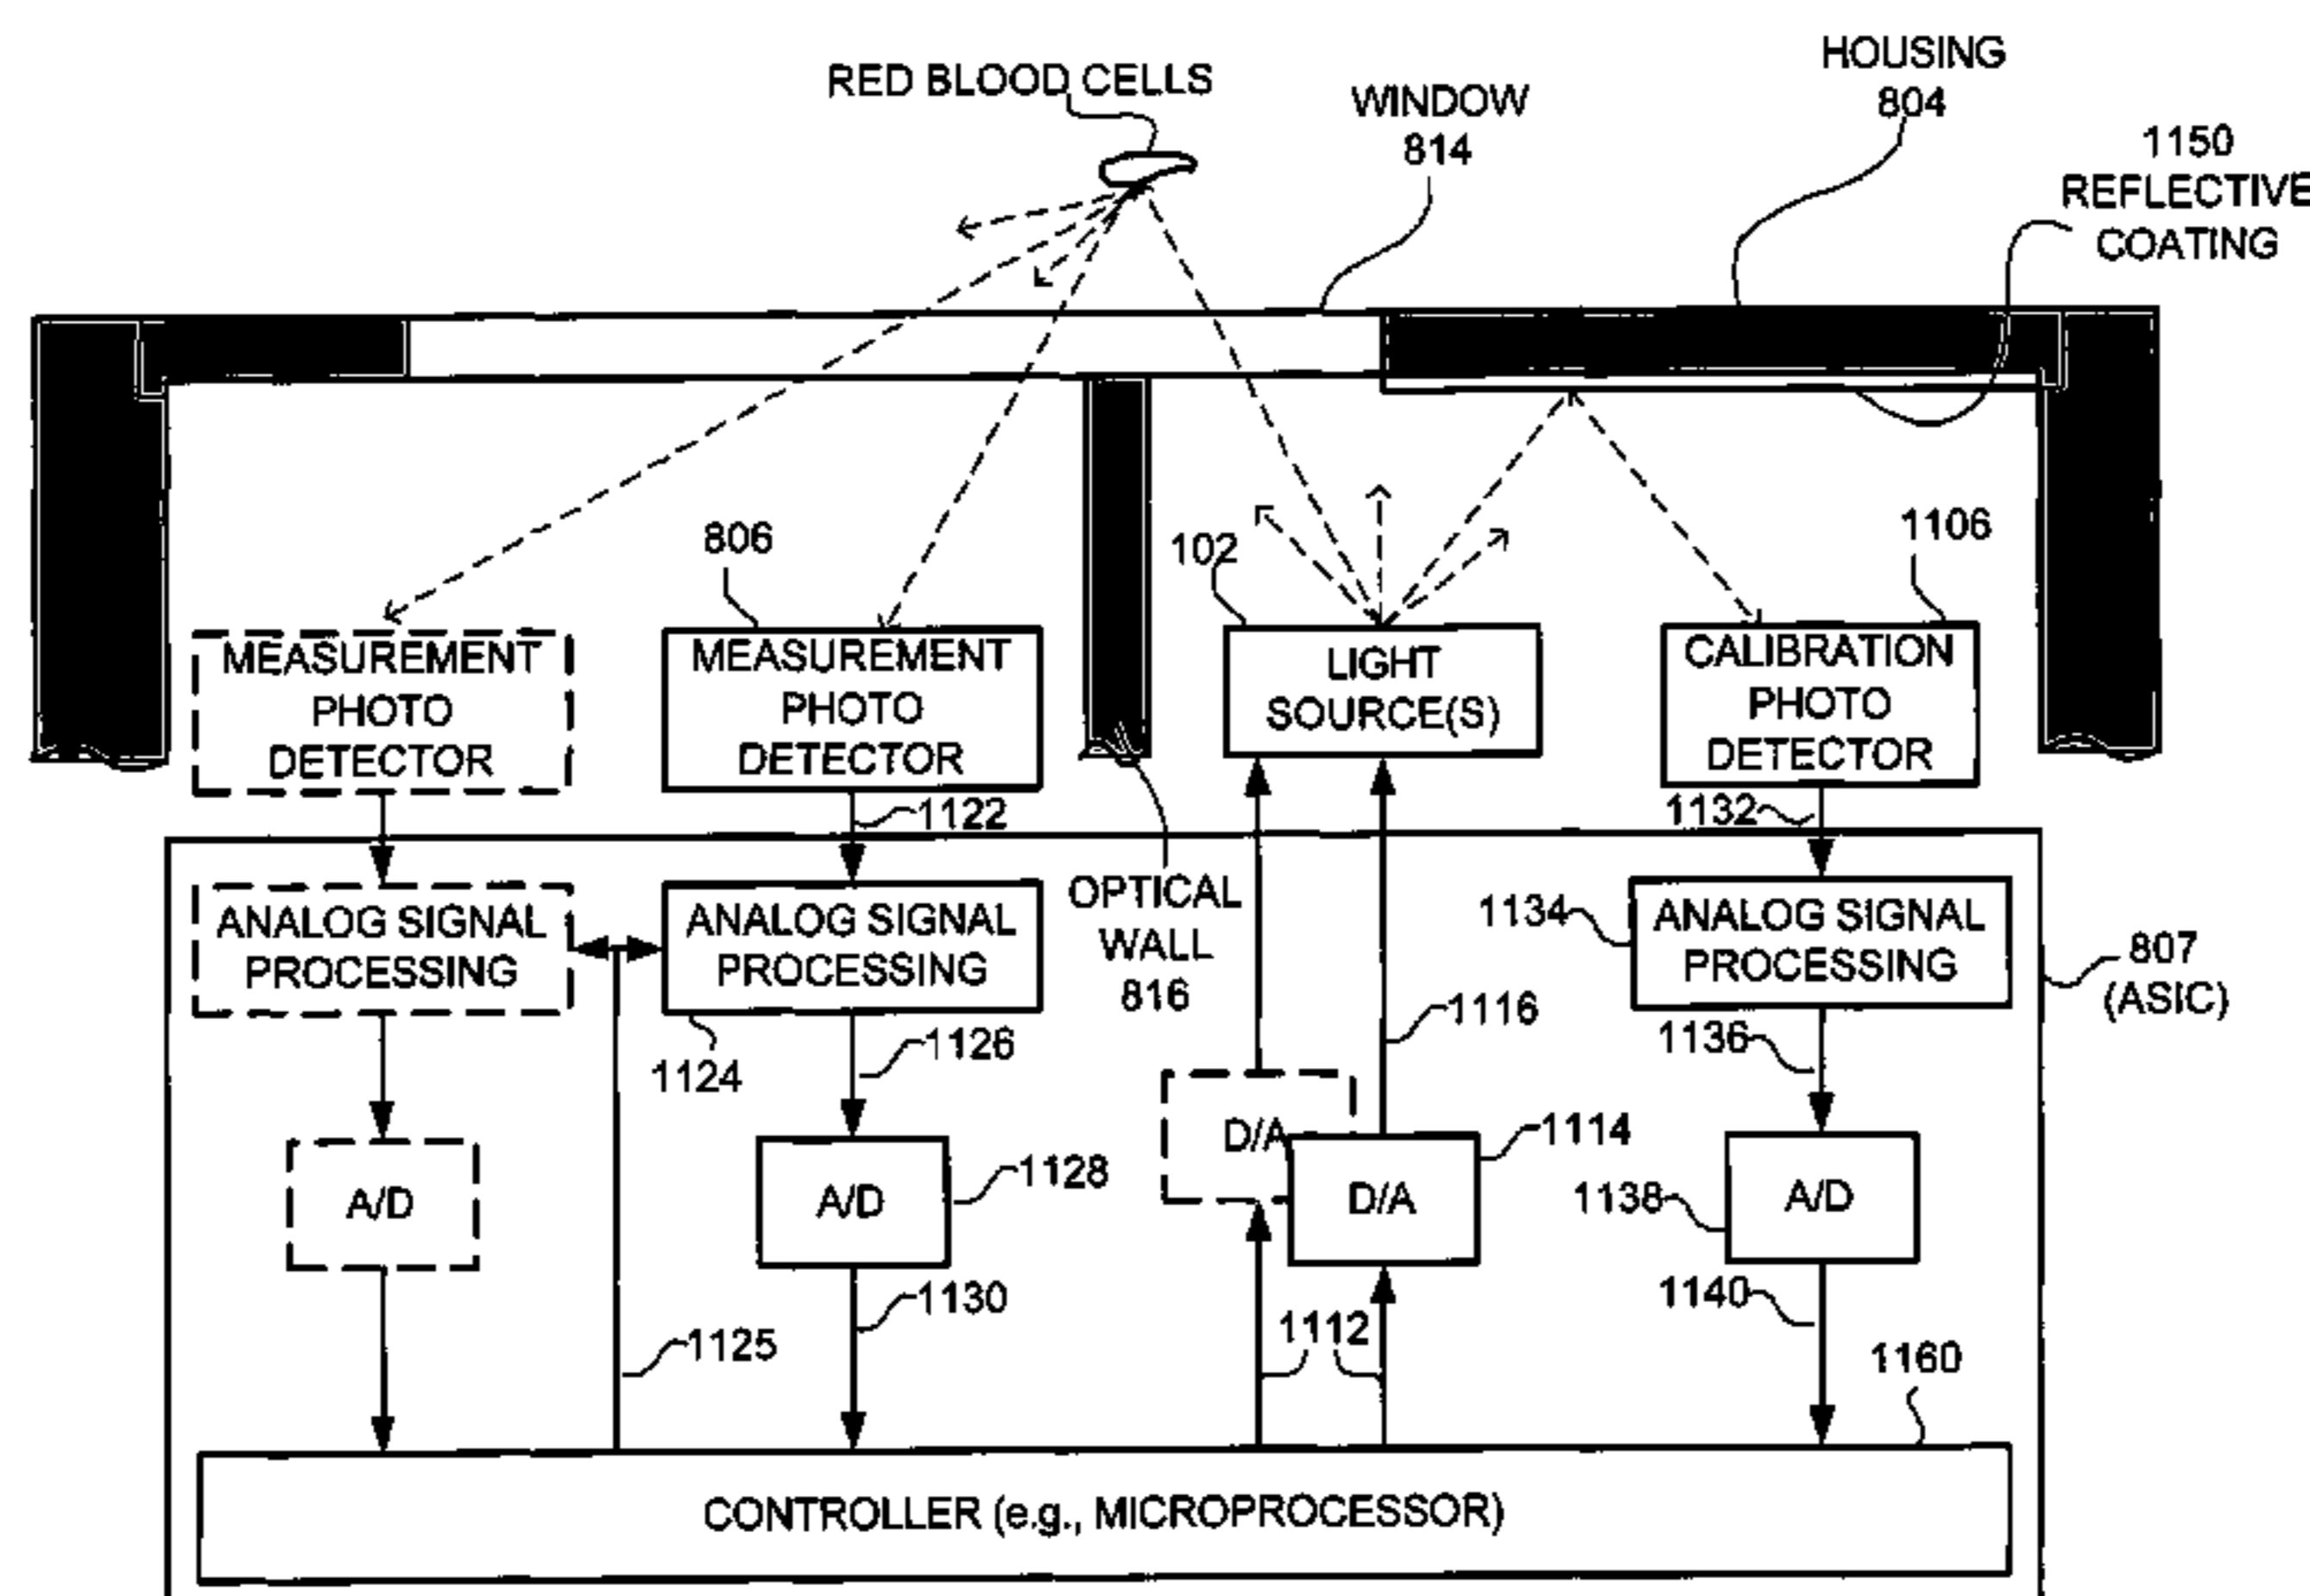 RED BLOOD CELLS
WINDOW
814
HOUSING
804
1150
REFLECTIVE
COATING
806
102
1106
MEASUREMENT
PHOTO
DETECTOR
MEASUREMENT
PHOTO
DETECTOR
LIGHT
SOURCE(S)
CALIBRATION
PHOTO
DETECTOR
1122
1132
ANALOG SIGNAL
PROCESSING
ANALOG SIGNAL
PROCESSING
OPTICAL
WALL
816
1134
ANALOG SIGNAL
PROCESSING
807
(ASIC)
1124
1126
1116
1136
A/D
A/D
1128
D/A
D/A
1114
1138
A/D
1125
1130
1112
1140
1160
CONTROLLER (e.g., MICROPROCESSOR)